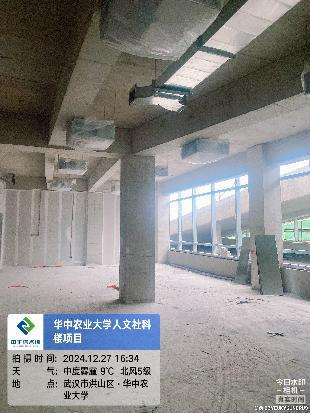 华中农业大学人文社科
楼项目
拍摄时间：2024.12.27 16:34
天气：中度雾霾 9℃ 北风5级
地点：武汉市洪山区·华中农
业大学
今日水印
相机
真实时间